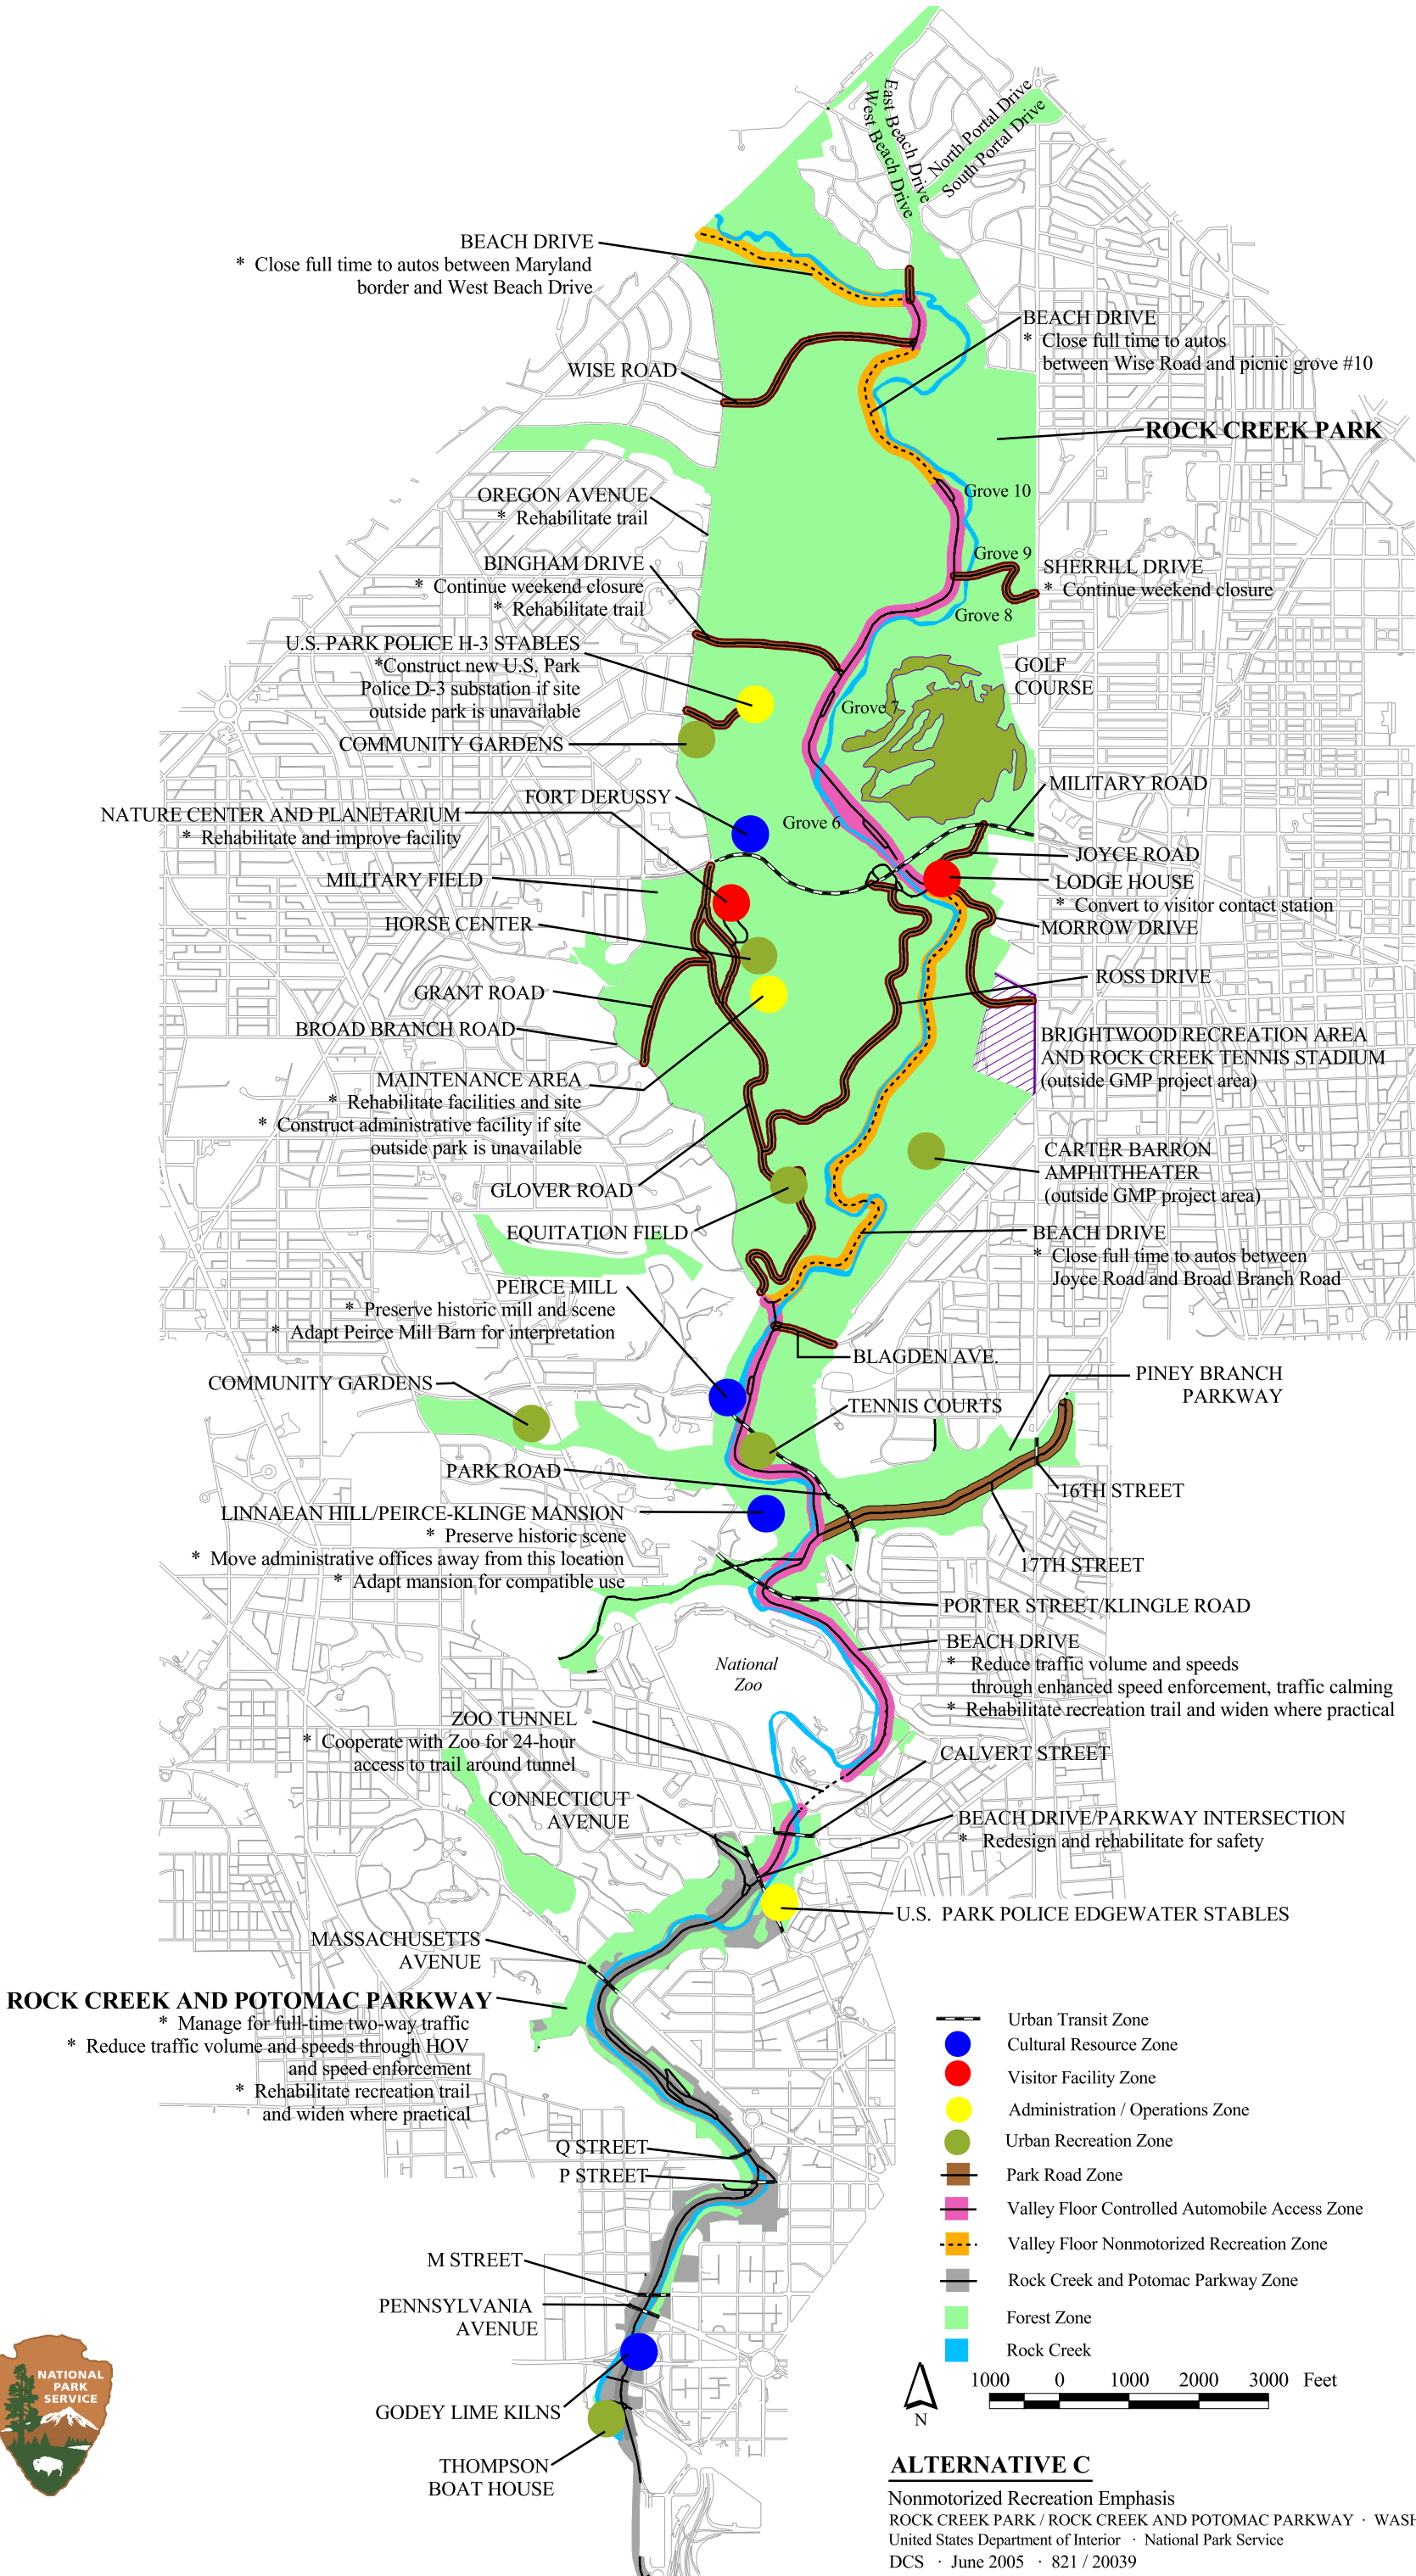 East Beach Drive
West Beach Drive
North Portal Drive
South Portal Drive
BEACH DRIVE
* Close full time to autos between Maryland
border and West Beach Drive
BEACH DRIVE
* Close full time to autos
between Wise Road and picnic grove #10
WISE ROAD
ROCK CREEK PARK
Grove 10
OREGON AVENUE
* Rehabilitate trail
Grove 9
BINGHAM DRIVE
* Continue weekend closure
* Rehabilitate trail
SHERRILL DRIVE
* Continue weekend closure
Grove 8
U.S. PARK POLICE H-3 STABLES
*Construct new U.S. Park
Police D-3 substation if site
outside park is unavailable
GOLF
COURSE
Grove 7
COMMUNITY GARDENS
MILITARY ROAD
FORT DERUSSY
NATURE CENTER AND PLANETARIUM
* Rehabilitate and improve facility
Grove 6
JOYCE ROAD
MILITARY FIELD
LODGE HOUSE
* Convert to visitor contact station
HORSE CENTER
MORROW DRIVE
ROSS DRIVE
GRANT ROAD
BROAD BRANCH ROAD
BRIGHTWOOD RECREATION AREA
AND ROCK CREEK TENNIS STADIUM
(outside GMP project area)
MAINTENANCE AREA
* Rehabilitate facilities and site
* Construct administrative facility if site
outside park is unavailable
CARTER BARRON
AMPHITHEATER
(outside GMP project area)
GLOVER ROAD
EQUITATION FIELD
BEACH DRIVE
* Close full time to autos between
Joyce Road and Broad Branch Road
PEIRCE MILL
* Preserve historic mill and scene
* Adapt Peirce Mill Barn for interpretation
BLAGDEN AVE.
COMMUNITY GARDENS
PINEY BRANCH
PARKWAY
TENNIS COURTS
PARK ROAD
16TH STREET
LINNAEAN HILL/PEIRCE-KLINGE MANSION
* Preserve historic scene
* Move administrative offices away from this location
* Adapt mansion for compatible use
17TH STREET
PORTER STREET/KLINGLE ROAD
National
Zoo
BEACH DRIVE
* Reduce traffic volume and speeds
through enhanced speed enforcement, traffic calming
* Rehabilitate recreation trail and widen where practical
ZOO TUNNEL
* Cooperate with Zoo for 24-hour
access to trail around tunnel
CALVERT STREET
CONNECTICUT
AVENUE
BEACH DRIVE/PARKWAY INTERSECTION
* Redesign and rehabilitate for safety
U.S. PARK POLICE EDGEWATER STABLES
MASSACHUSETTS
AVENUE
ROCK CREEK AND POTOMAC PARKWAY
* Manage for full-time two-way traffic
* Reduce traffic volume and speeds through HOV
and speed enforcement
* Rehabilitate recreation trail
and widen where practical
Q STREET
P STREET
M STREET
PENNSYLVANIA
AVENUE
GODEY LIME KILNS
THOMPSON
BOAT HOUSE
Urban Transit Zone
Cultural Resource Zone
Visitor Facility Zone
Administration / Operations Zone
Urban Recreation Zone
Park Road Zone
Valley Floor Controlled Automobile Access Zone
Valley Floor Nonmotorized Recreation Zone
Rock Creek and Potomac Parkway Zone
Forest Zone
Rock Creek
1000 0 1000 2000 3000 Feet
N
NATIONAL
PARK
SERVICE
ALTERNATIVE C
Nonmotorized Recreation Emphasis
ROCK CREEK PARK / ROCK CREEK AND POTOMAC PARKWAY · WASH
United States Department of Interior · National Park Service
DCS · June 2005 · 821 / 20039